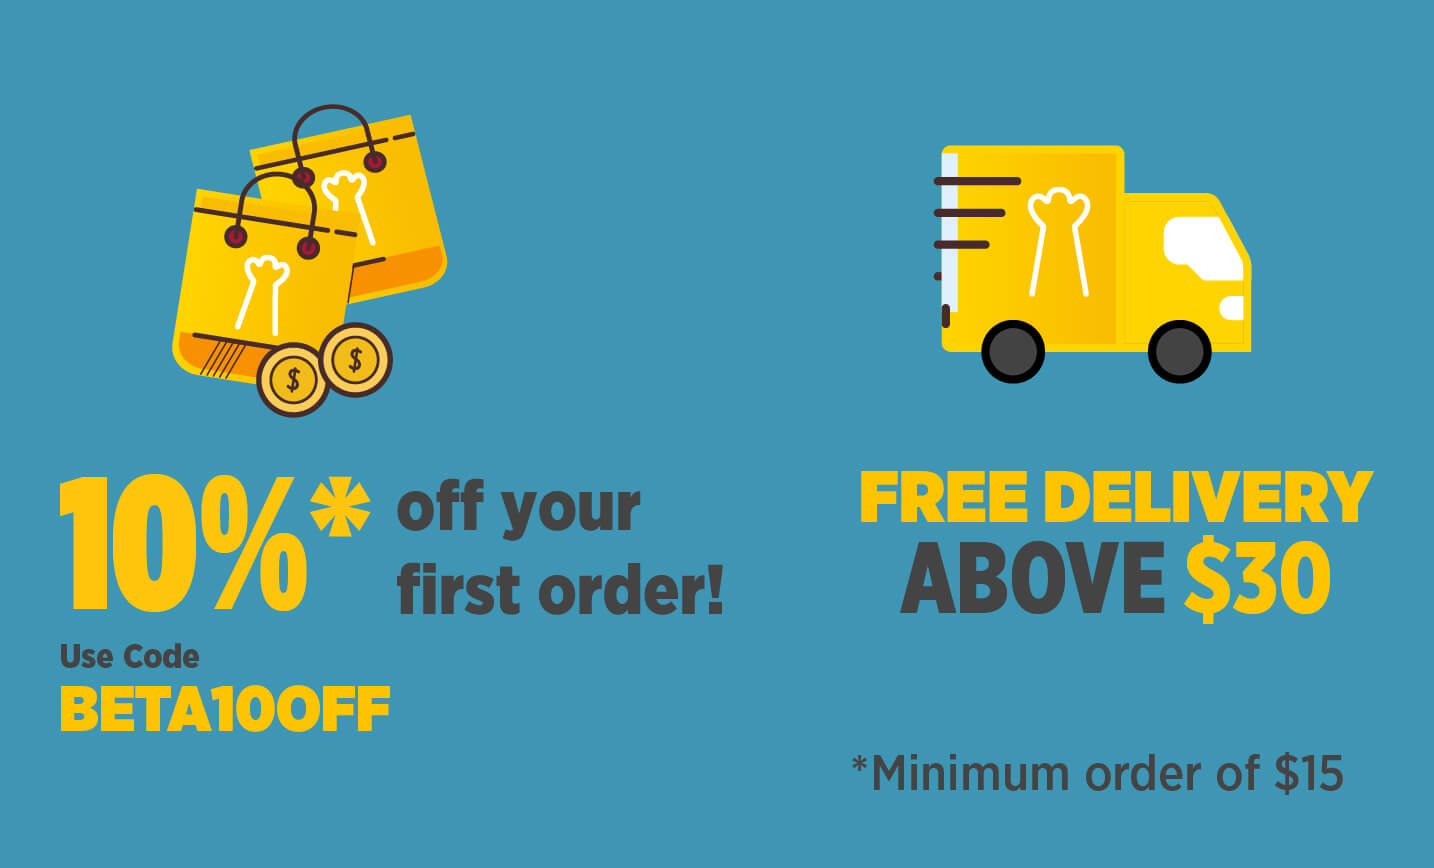 10%* off your
first order!
Use Code
BETA10OFF
FREE DELIVERY
ABOVE $30
*Minimum order of $15
$
$